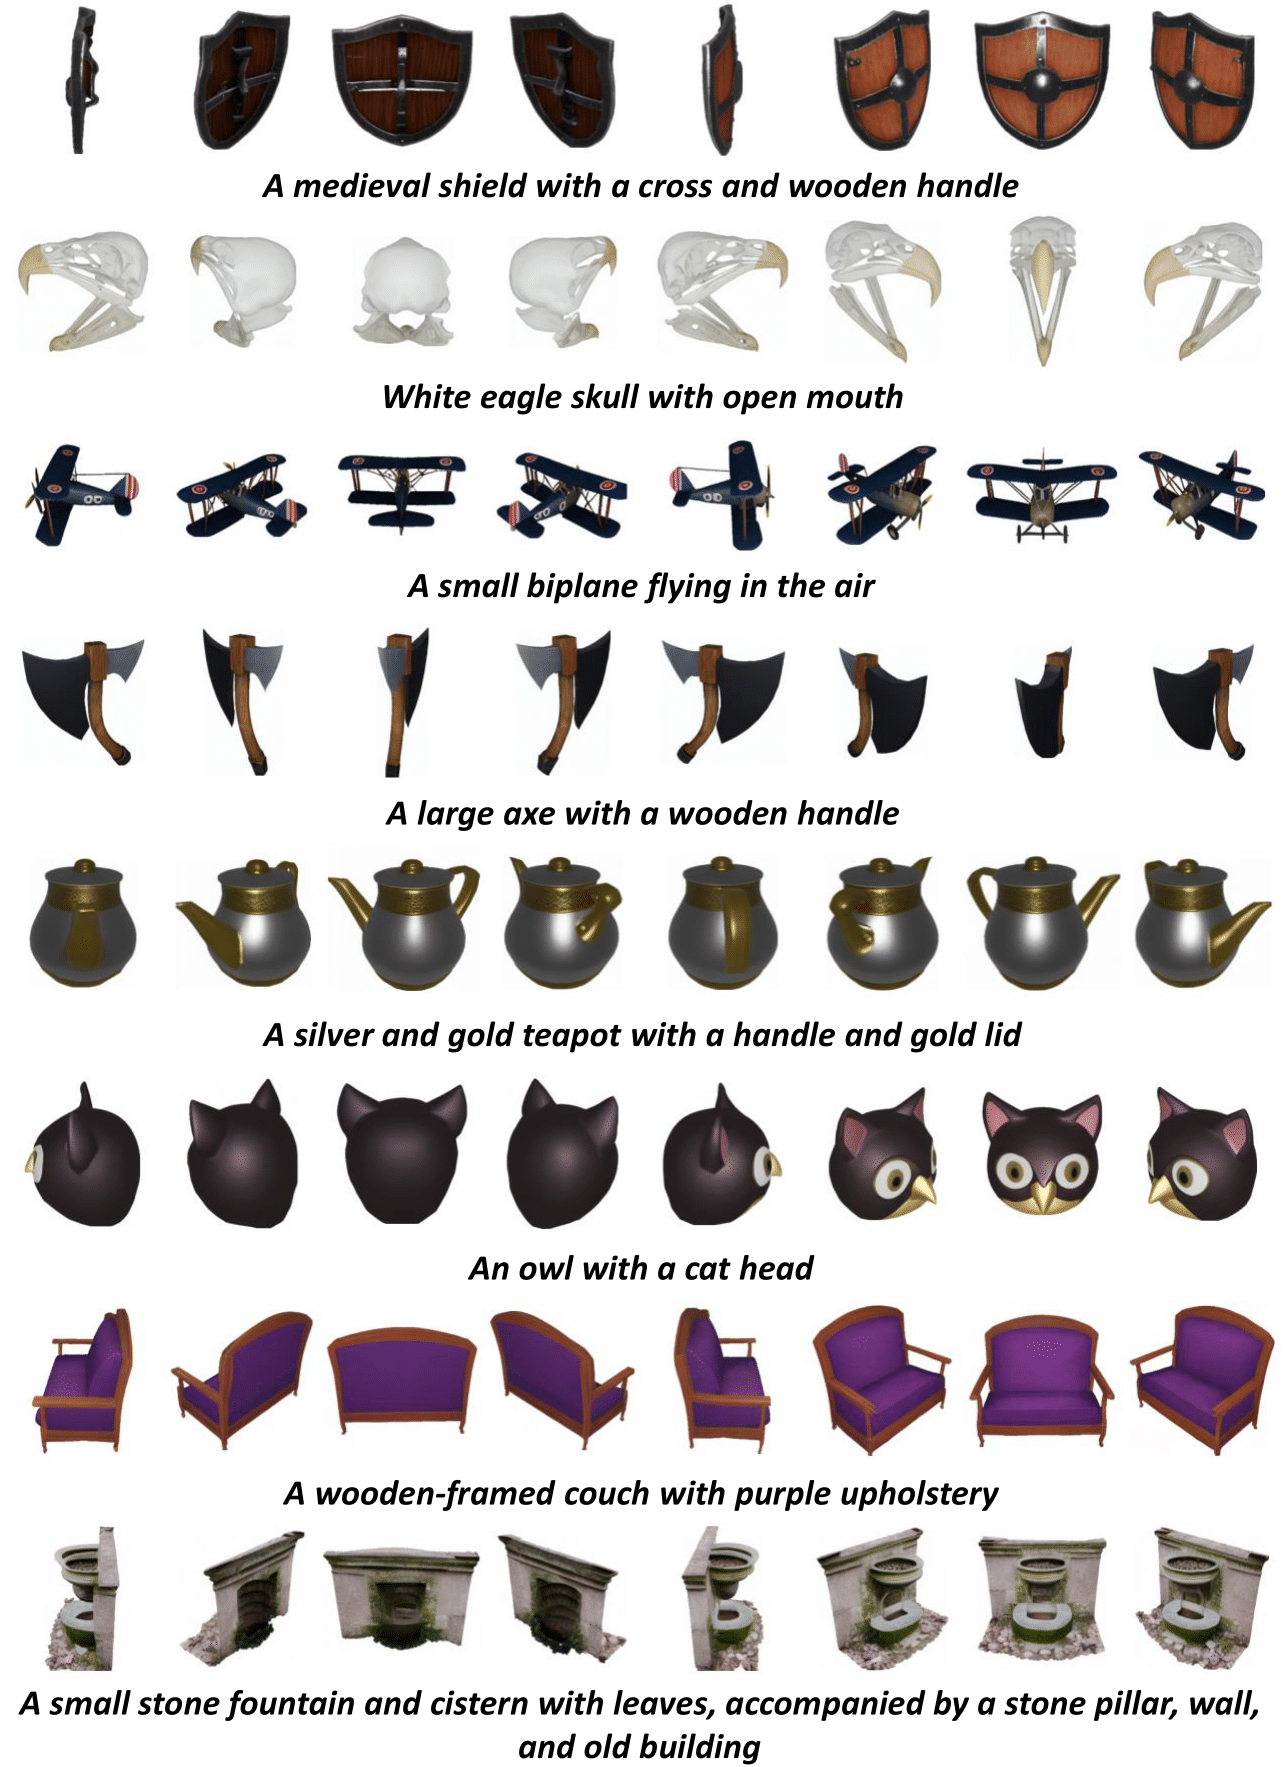 A medieval shield with a cross and wooden handle
White eagle skull with open mouth
A small biplane flying in the air
A large axe with a wooden handle
A silver and gold teapot with a handle and gold lid
An owl with a cat head
A wooden-framed couch with purple upholstery
A small stone fountain and cistern with leaves, accompanied by a stone pillar, wall,
and old building